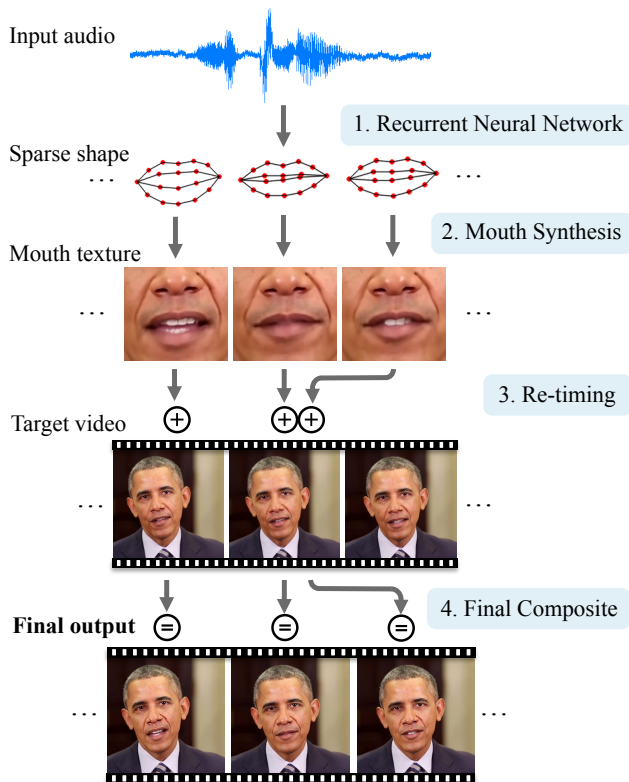 Input audio
1. Recurrent Neural Network
Sparse shape
... ...
2. Mouth Synthesis
Mouth texture
... ...
3. Re-timing
+ + +
Target video
... ...
4. Final Composite
Final output = = =
... ...